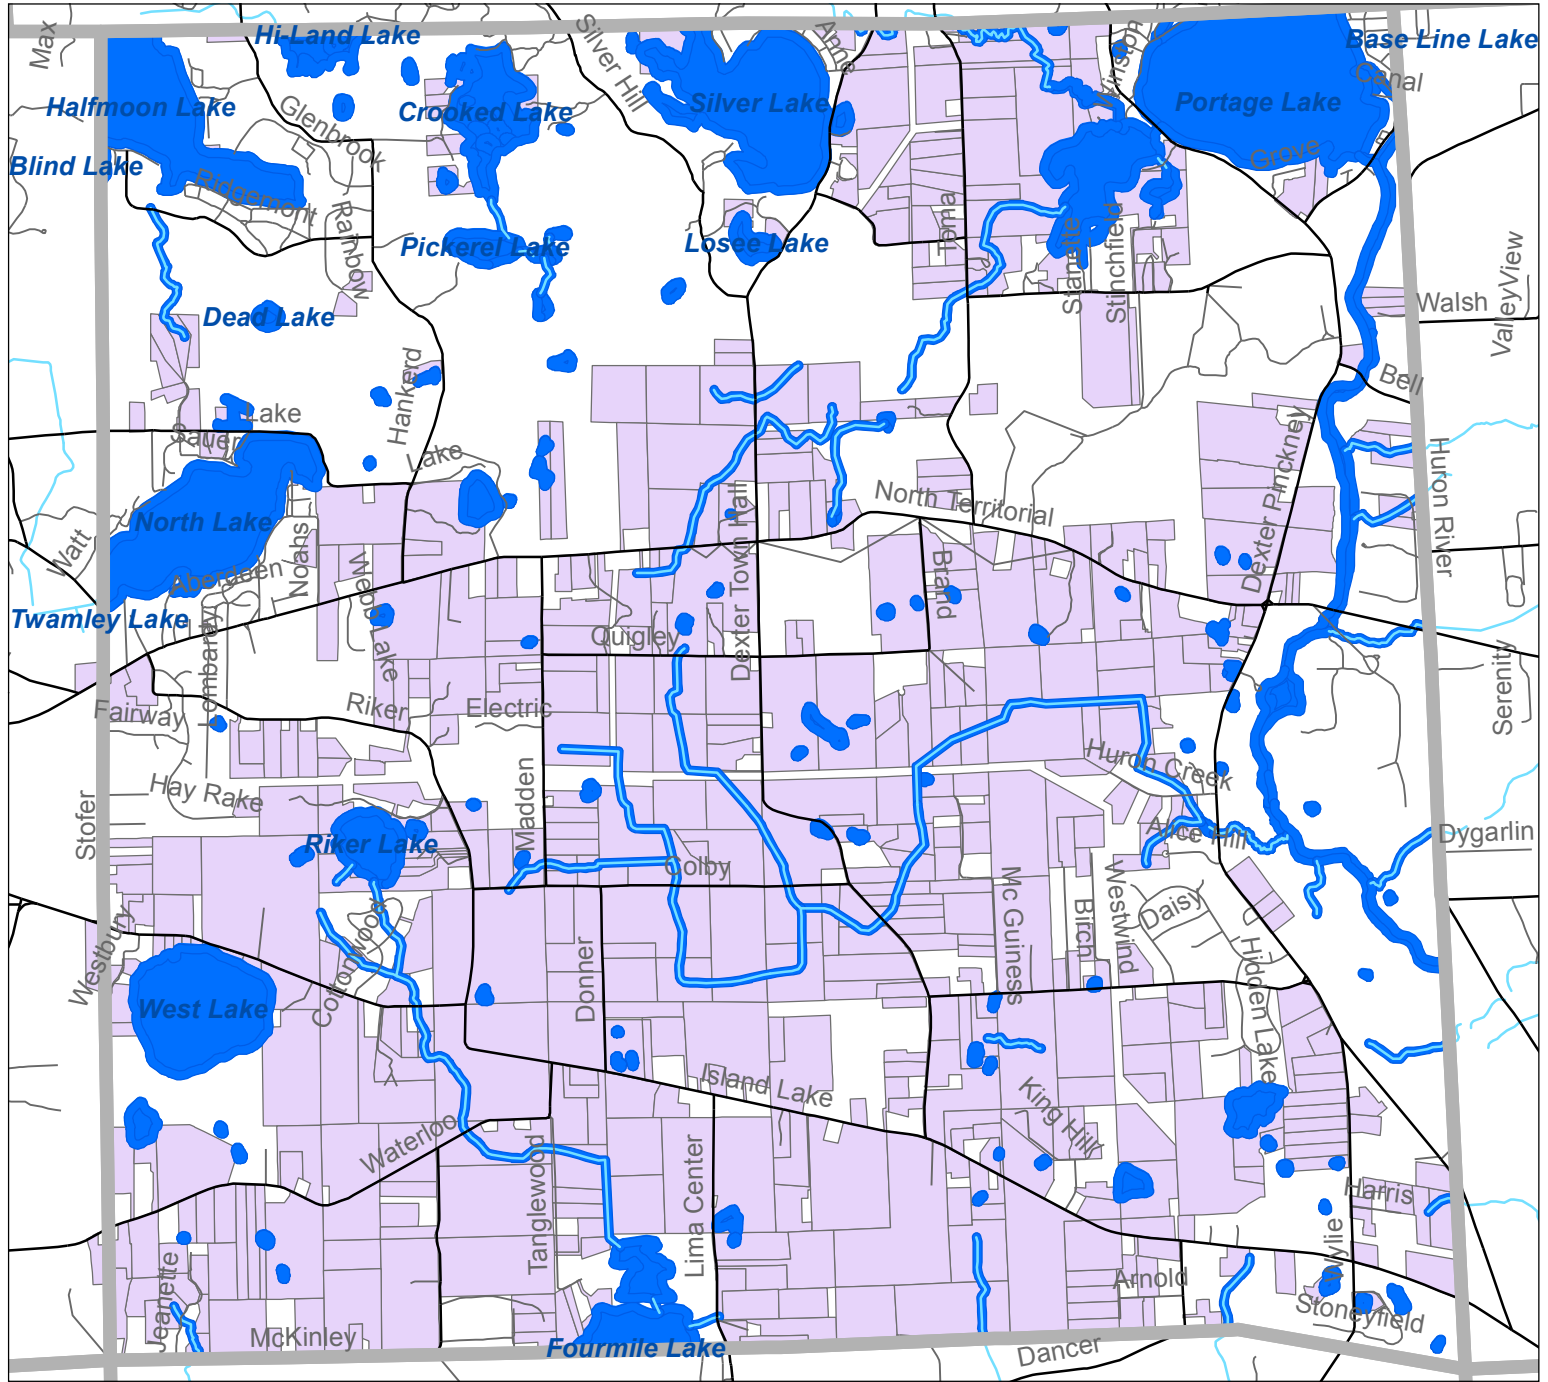 Max
Hi-Land Lake
Silver Hill
Anne
Winston
Base Line Lake
Canal
Halfmoon Lake
Glenbrook
Crooked Lake
Silver Lake
Portage Lake
Blind Lake
Ridgemont
Grove
Rainbow
Pickerel Lake
Losee Lake
Toma
Stanette
Stinchfield
ValleyView
Dead Lake
Walsh
Hankerd
Bell
Lake
Sauer
Lake
North Lake
Dexter Town Hall
North Territorial
Dexter Pinckney
Huron River
Watt
Noahs
Aberdeen
Webb Lake
Brand
Twamley Lake
Quigley
Lombardy
Serenity
Fairway
Riker
Electric
Huron Creek
Hay Rake
Madden
Stofer
Riker Lake
Colby
Alice Hill
Dygarlin
Westbury
Cottonwood
Mc Guiness
Birch
Westwind
Daisy
West Lake
Donner
Hidden Lake
Island Lake
King Hill
Waterloo
Tanglewood
Lima Center
Harris
Jeanette
Arnold
Wylie
McKinley
Stoneyfield
Fourmile Lake
Dancer